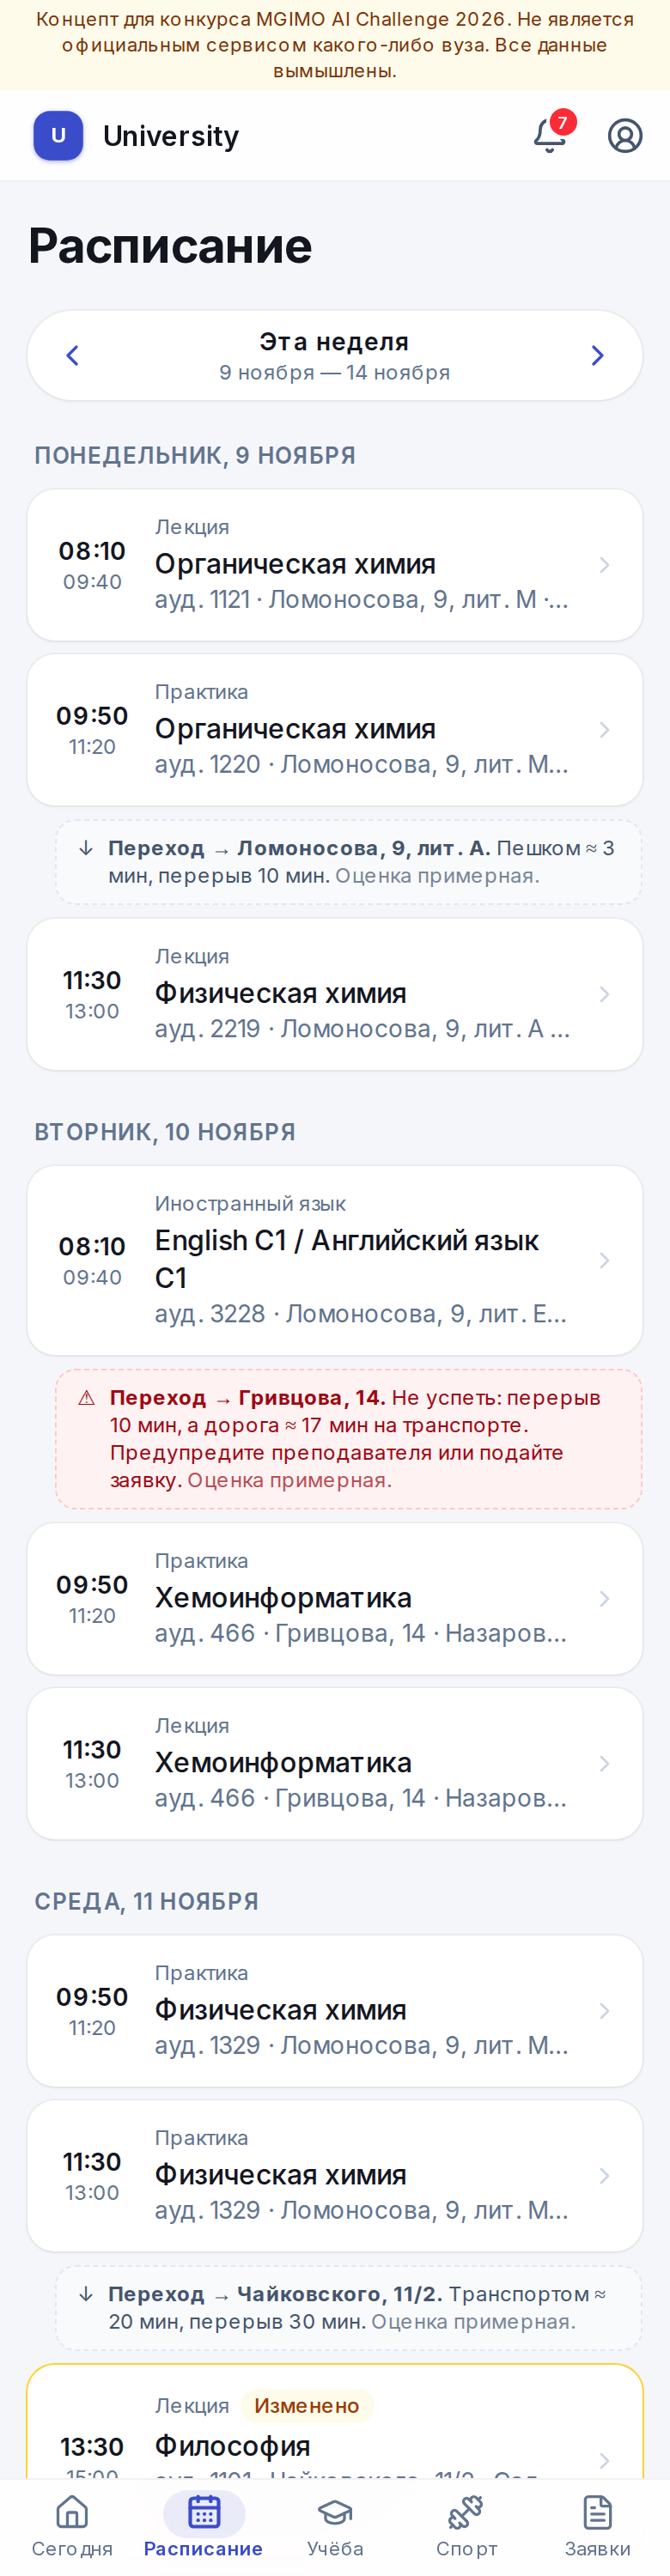 Концепт для конкурса MGIMO AI Challenge 2026. Не является
официальным сервисом какого-либо вуза. Все данные
вымышлены.
U University 7
Расписание
Эта неделя
9 ноября — 14 ноября
ПОНЕДЕЛЬНИК, 9 НОЯБРЯ
Лекция
08:10 Органическая химия
09:40 ауд. 1121 · Ломоносова, 9, лит. М ·...
Практика
09:50 Органическая химия
11:20 ауд. 1220 · Ломоносова, 9, лит. М...
↓ Переход → Ломоносова, 9, лит. А. Пешком ≈ 3
мин, перерыв 10 мин. Оценка примерная.
Лекция
11:30 Физическая химия
13:00 ауд. 2219 · Ломоносова, 9, лит. А ...
ВТОРНИК, 10 НОЯБРЯ
Иностранный язык
08:10 English C1 / Английский язык
09:40 C1
ауд. 3228 · Ломоносова, 9, лит. Е...
⚠ Переход → Гривцова, 14. Не успеть: перерыв
10 мин, а дорога ≈ 17 мин на транспорте.
Предупредите преподавателя или подайте
заявку. Оценка примерная.
Практика
09:50 Хемоинформатика
11:20 ауд. 466 · Гривцова, 14 · Назаров...
Лекция
11:30 Хемоинформатика
13:00 ауд. 466 · Гривцова, 14 · Назаров...
СРЕДА, 11 НОЯБРЯ
Практика
09:50 Физическая химия
11:20 ауд. 1329 · Ломоносова, 9, лит. М...
Практика
11:30 Физическая химия
13:00 ауд. 1329 · Ломоносова, 9, лит. М...
↓ Переход → Чайковского, 11/2. Транспортом ≈
20 мин, перерыв 30 мин. Оценка примерная.
Лекция Изменено
13:30 Философия
Сегодня Расписание Учёба Спорт Заявки